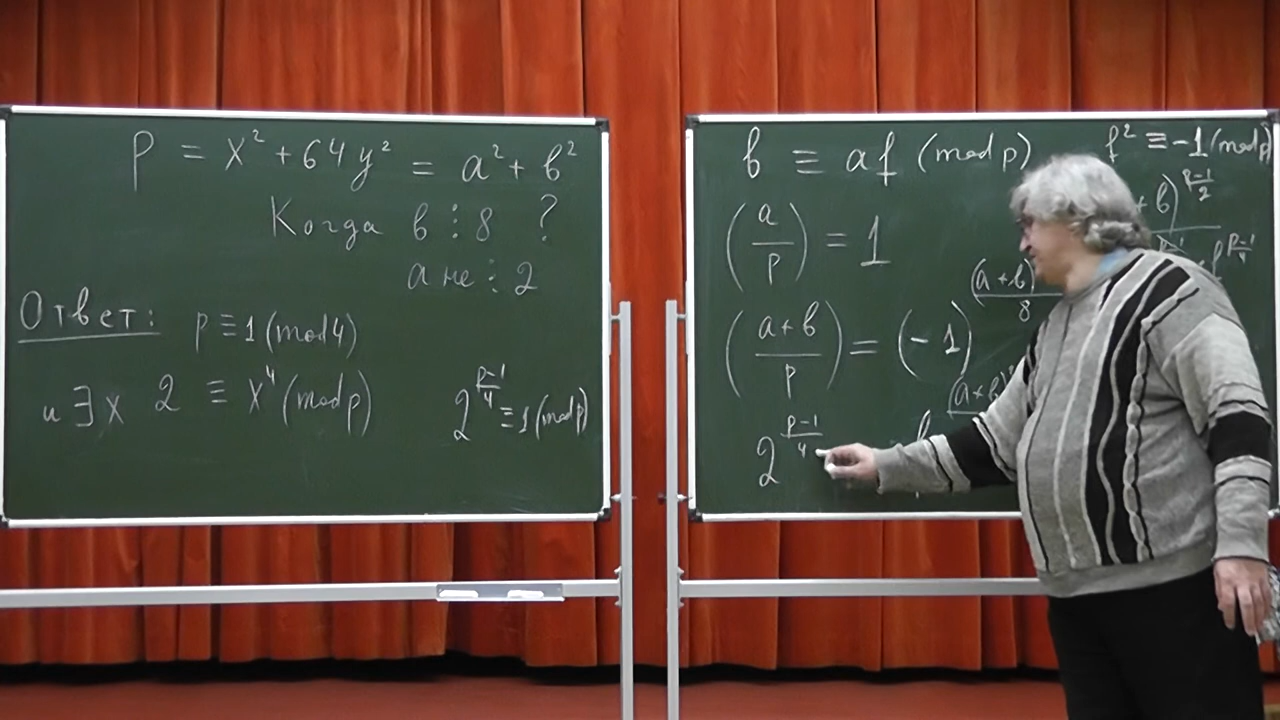 p = x² + 64y² = a² + b²
Когда b ⋮ 8 ?
a не ⋮ 2
Ответ: p ≡ 1 (mod 4)
и ∃ x 2 ≡ x⁴ (mod p) 2^((p-1)/4) ≡ 1 (mod p)
b ≡ af (mod p) f² ≡ -1 (mod p)
(a/p) = 1
((a+b)/p) = (-1) (a+b)/8
2^((p-1)/4)